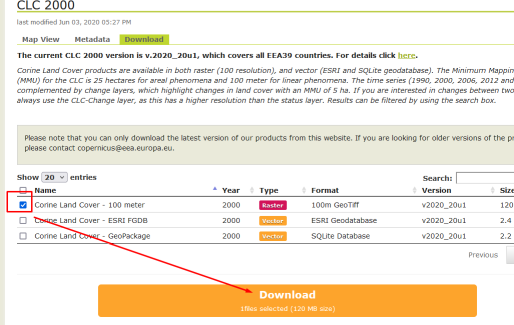 CLC 2000
last modified Jun 03, 2020 05:27 PM
Map View Metadata Download
The current CLC 2000 version is v.2020_20u1, which covers all EEA39 countries. For details click here.
Corine Land Cover products are available in both raster (100 resolution), and vector (ESRI and SQLite geodatabase). The Minimum Mappin
(MMU) for the CLC is 25 hectares for areal phenomena and 100 meter for linear phenomena. The time series (1990, 2000, 2006, 2012 and
complemented by change layers, which highlight changes in land cover with an MMU of 5 ha. If you are interested in changes between two
always use the CLC-Change layer, as this has a higher resolution than the status layer. Results can be filtered by using the search box.
Please note that you can only download the latest version of our products from this website. If you are looking for older versions of the pr
please contact copernicus@eea.europa.eu.
Show 20 entries Search:
Name Year Type Format Version Size
Corine Land Cover - 100 meter 2000 Raster 100m GeoTiff v2020_20u1 120
Corine Land Cover - ESRI FGDB 2000 Vector ESRI Geodatabase v2020_20u1 2.4
Corine Land Cover - GeoPackage 2000 Vector SQLite Database v2020_20u1 2.2
Previous
Download
1files selected (120 MB size)